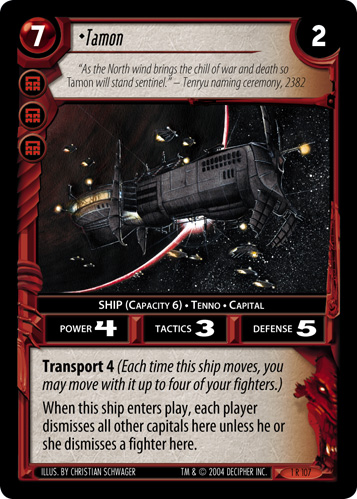 7 •Tamon 2
"As the North wind brings the chill of war and death so
Tamon will stand sentinel." – Tenryu naming ceremony, 2382
SHIP (CAPACITY 6) • TENNO • CAPITAL
POWER 4 TACTICS 3 DEFENSE 5
Transport 4 (Each time this ship moves, you
may move with it up to four of your fighters.)
When this ship enters play, each player
dismisses all other capitals here unless he or
she dismisses a fighter here.
ILLUS. BY CHRISTIAN SCHWAGER TM & © 2004 DECIPHER INC. 1 R 107